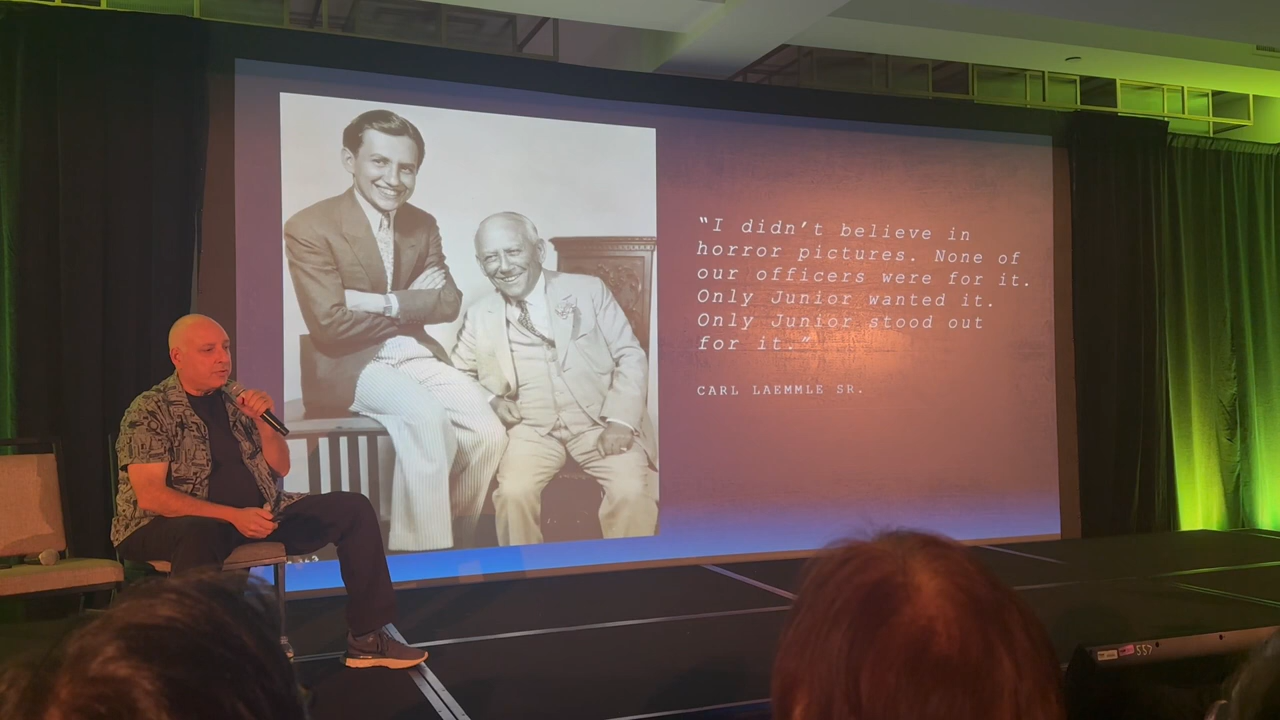 “I didn’t believe in
horror pictures. None of
our officers were for it.
Only Junior wanted it.
Only Junior stood out
for it.”
CARL LAEMMLE SR.
557